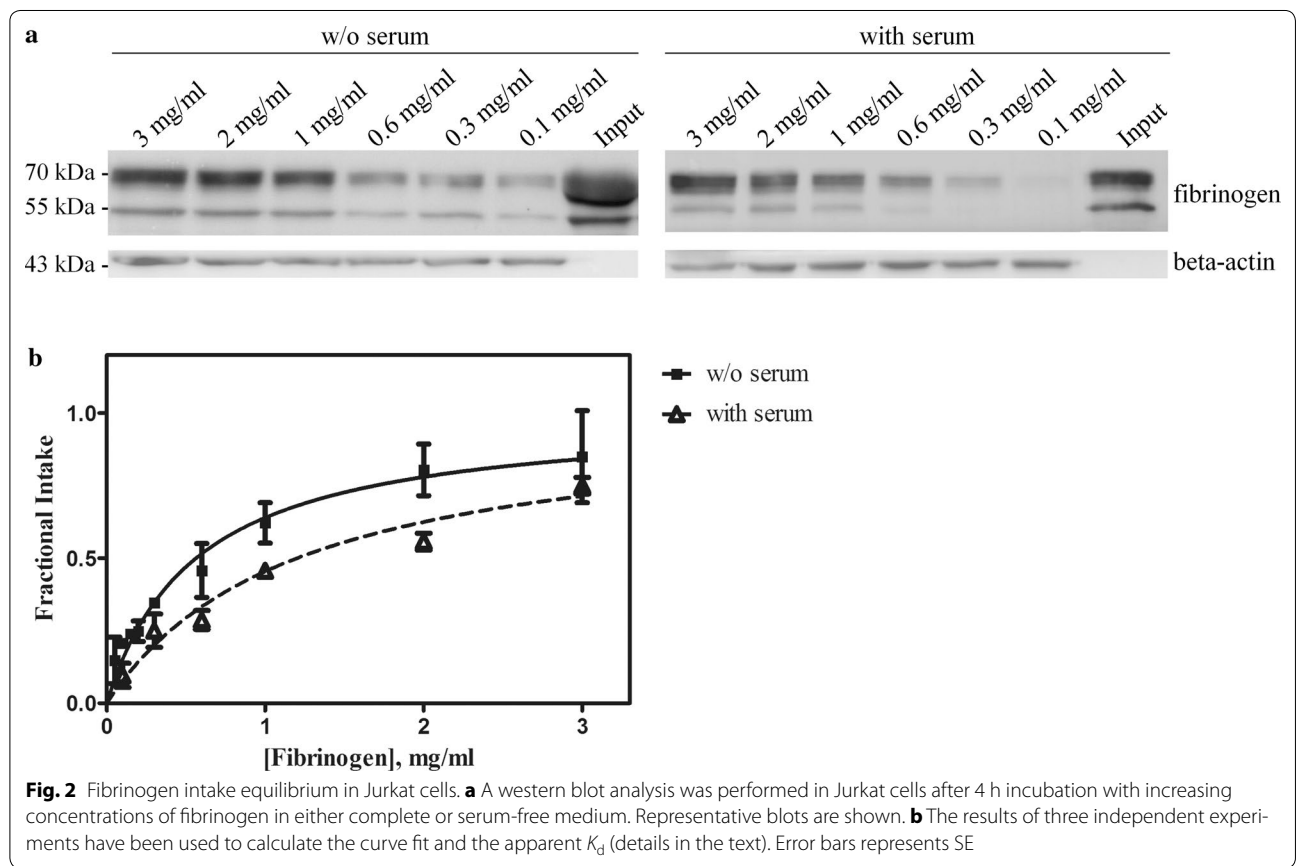 a
w/o serum
with serum
3 mg/ml 2 mg/ml 1 mg/ml 0.6 mg/ml 0.3 mg/ml 0.1 mg/ml Input
3 mg/ml 2 mg/ml 1 mg/ml 0.6 mg/ml 0.3 mg/ml 0.1 mg/ml Input
70 kDa -
55 kDa -
fibrinogen
43 kDa -
beta-actin
b
w/o serum
with serum
Fractional Intake
1.0
0.5
0.0
0 1 2 3
[Fibrinogen], mg/ml
Fig. 2 Fibrinogen intake equilibrium in Jurkat cells. a A western blot analysis was performed in Jurkat cells after 4 h incubation with increasing
concentrations of fibrinogen in either complete or serum-free medium. Representative blots are shown. b The results of three independent experi-
ments have been used to calculate the curve fit and the apparent Kd (details in the text). Error bars represents SE